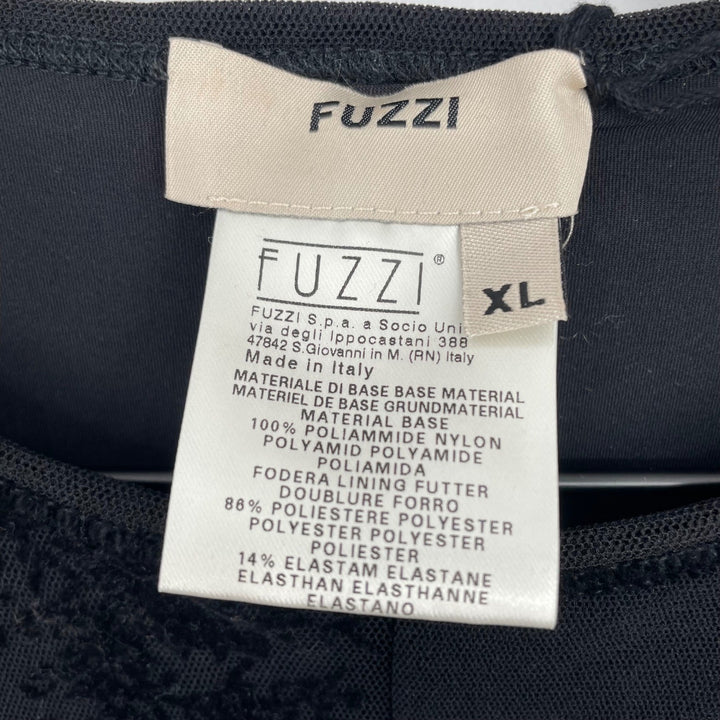 FUZZI
FUZZI®
XL
FUZZI S.p.a. a Socio Uni
via degli Ippocastani 388
47842 S.Giovanni in M. (RN) Italy
Made in Italy
MATERIALE DI BASE BASE MATERIAL
MATERIEL DE BASE GRUNDMATERIAL
MATERIAL BASE
100% POLIAMMIDE NYLON
POLYAMID POLYAMIDE
POLIAMIDA
FODERA LINING FUTTER
DOUBLURE FORRO
86% POLIESTERE POLYESTER
POLYESTER POLYESTER
POLIESTER
14% ELASTAM ELASTANE
ELASTHAN ELASTHANNE
ELASTANO